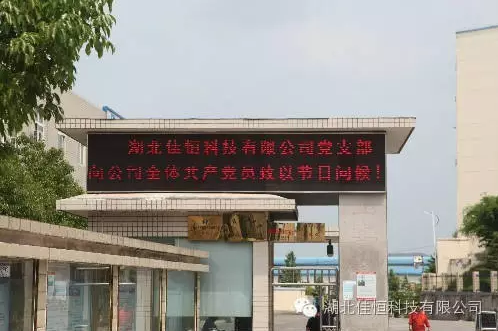 湖北佳恒科技有限公司党支部
向公司全体共产党员致以节日问候！
湖北佳恒科技有限公司